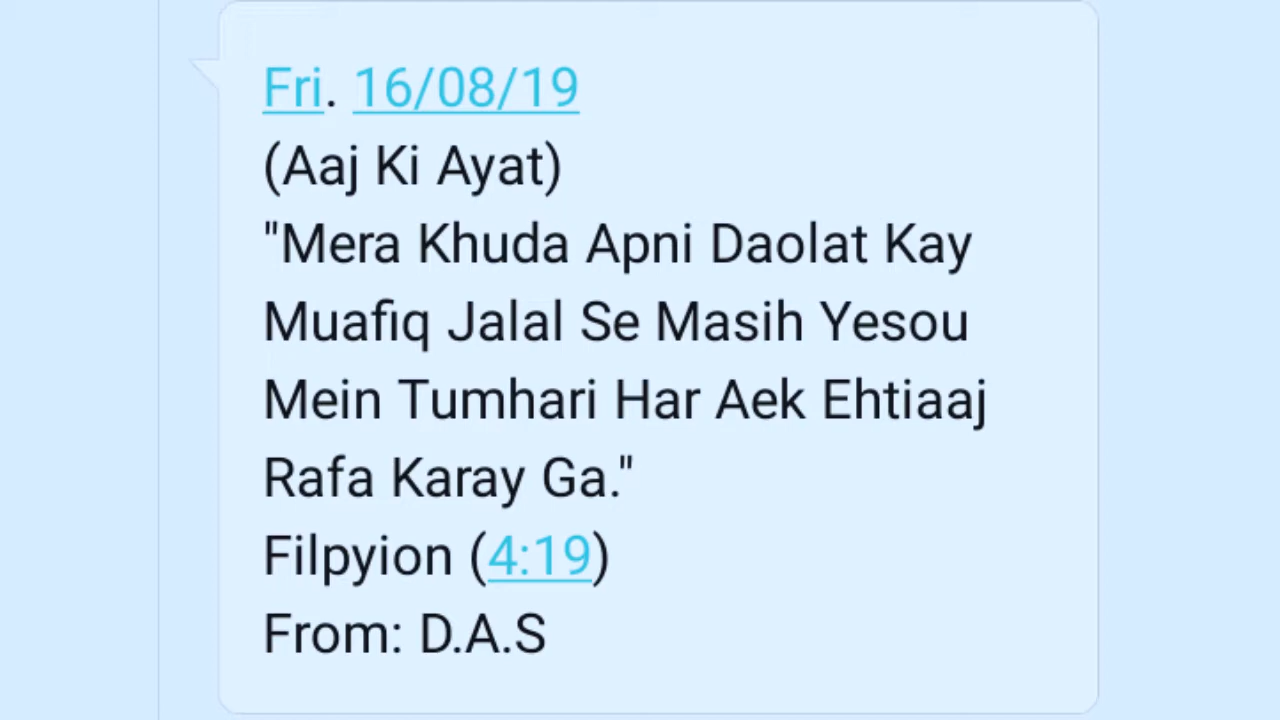 Fri. 16/08/19
(Aaj Ki Ayat)
"Mera Khuda Apni Daolat Kay
Muafiq Jalal Se Masih Yesou
Mein Tumhari Har Aek Ehtiaaj
Rafa Karay Ga."
Filpyion (4:19)
From: D.A.S